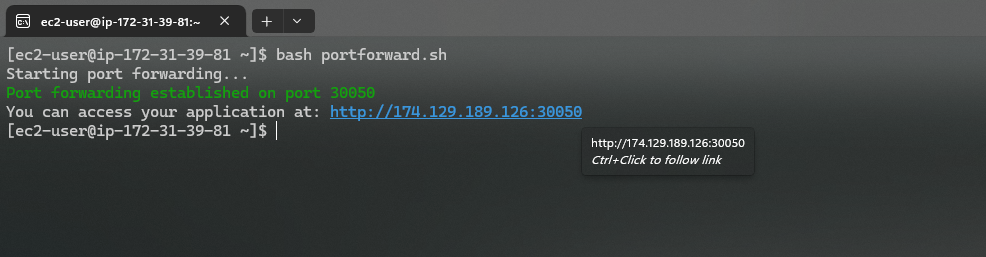 ec2-user@ip-172-31-39-81:~
[ec2-user@ip-172-31-39-81 ~]$ bash portforward.sh
Starting port forwarding...
Port forwarding established on port 30050
You can access your application at: http://174.129.189.126:30050
[ec2-user@ip-172-31-39-81 ~]$
http://174.129.189.126:30050
Ctrl+Click to follow link